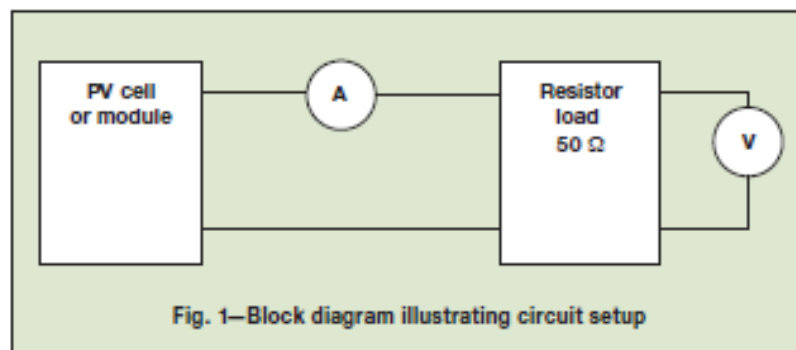 PV cell
or module
A
Resistor
load
50 Ω
V
Fig. 1—Block diagram illustrating circuit setup